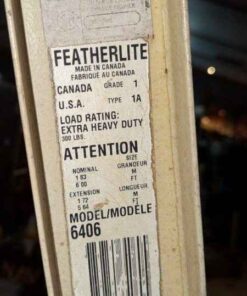 FEATHERLITE
MADE IN CANADA
FABRIQUE AU CANADA
CANADA GRADE 1
U.S.A. TYPE 1A
LOAD RATING:
EXTRA HEAVY DUTY
300 LBS.
ATTENTION
SIZE
NOMINAL GRANDEUR
1 83 M
6 00 FT
EXTENSION LONGUEUR
1 72 M
5 64 FT
MODEL/MODÈLE
6406